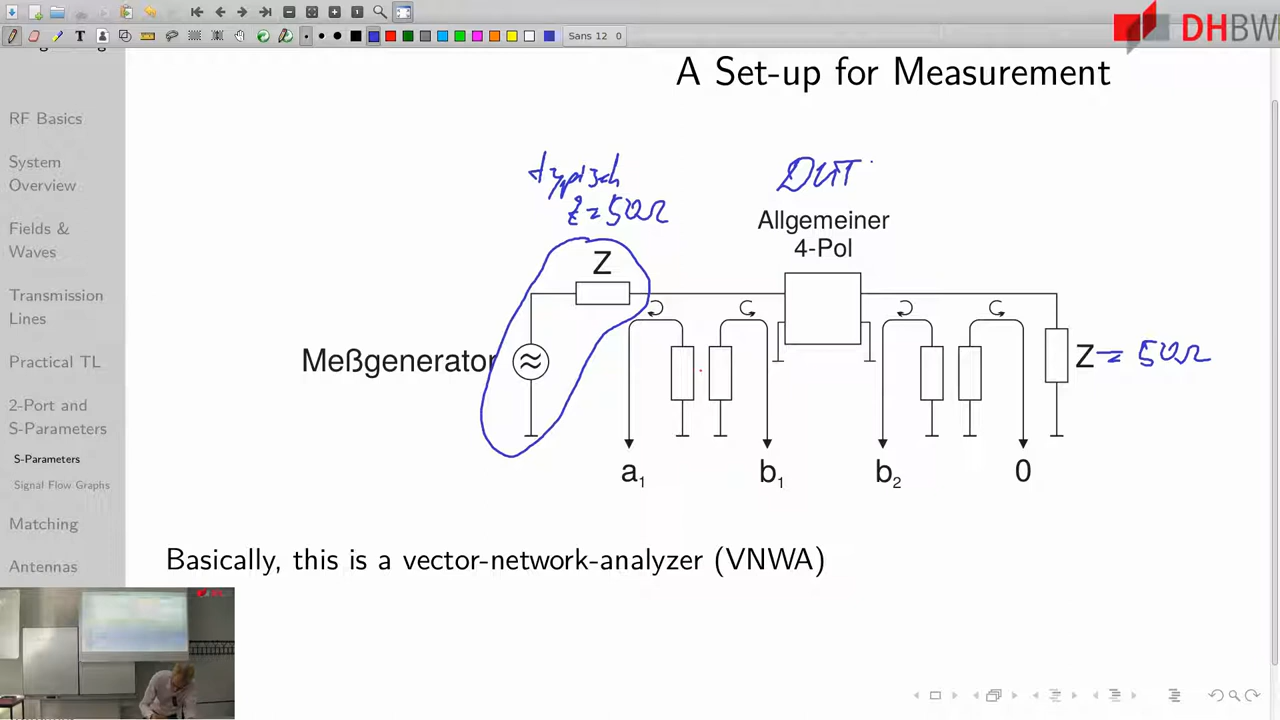 Sans 12 0
DHBW
A Set-up for Measurement
RF Basics
System
Overview
Fields &
Waves
Transmission
Lines
Practical TL
2-Port and
S-Parameters
S-Parameters
Signal Flow Graphs
Matching
Antennas
typisch
Z = 50Ω
DUT
Allgemeiner
4-Pol
Z
Meßgenerator
Z = 50Ω
a1
b1
b2
0
Basically, this is a vector-network-analyzer (VNWA)